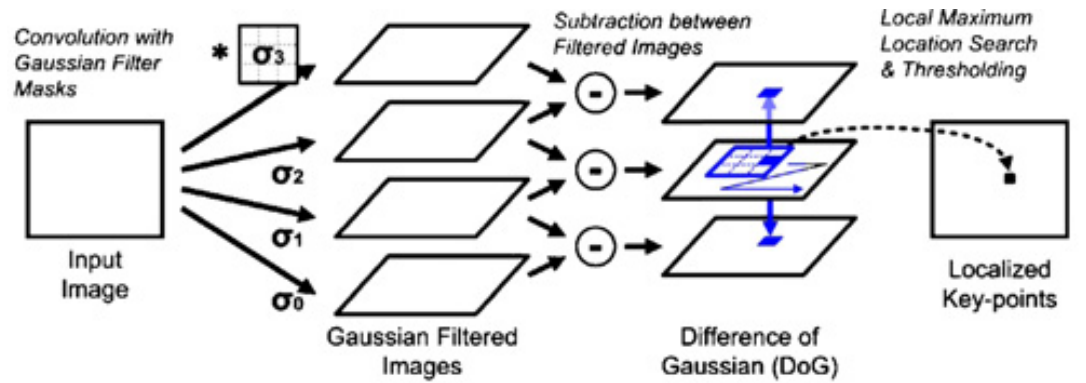 Convolution with
Gaussian Filter
Masks
* σ3
Subtraction between
Filtered Images
Local Maximum
Location Search
& Thresholding
σ2
σ1
σ0
-
-
-
Input
Image
Gaussian Filtered
Images
Difference of
Gaussian (DoG)
Localized
Key-points